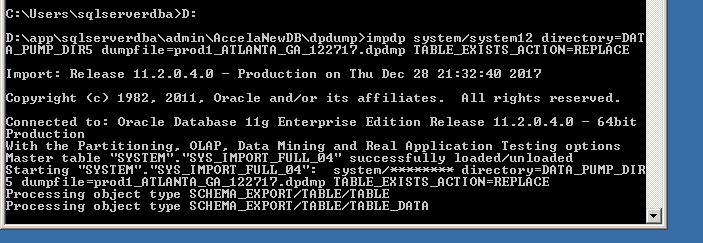 C:\Users\sqlserverdba>D:
D:\app\sqlserverdba\admin\AccelaNewDB\dpdump>impdp system/system12 directory=DAT
A_PUMP_DIR5 dumpfile=prod1_ATLANTA_GA_122717.dpdmp TABLE_EXISTS_ACTION=REPLACE
Import: Release 11.2.0.4.0 - Production on Thu Dec 28 21:32:40 2017
Copyright (c) 1982, 2011, Oracle and/or its affiliates.  All rights reserved.
Connected to: Oracle Database 11g Enterprise Edition Release 11.2.0.4.0 - 64bit
Production
With the Partitioning, OLAP, Data Mining and Real Application Testing options
Master table "SYSTEM"."SYS_IMPORT_FULL_04" successfully loaded/unloaded
Starting "SYSTEM"."SYS_IMPORT_FULL_04":  system/******** directory=DATA_PUMP_DIR
5 dumpfile=prod1_ATLANTA_GA_122717.dpdmp TABLE_EXISTS_ACTION=REPLACE
Processing object type SCHEMA_EXPORT/TABLE/TABLE
Processing object type SCHEMA_EXPORT/TABLE/TABLE_DATA